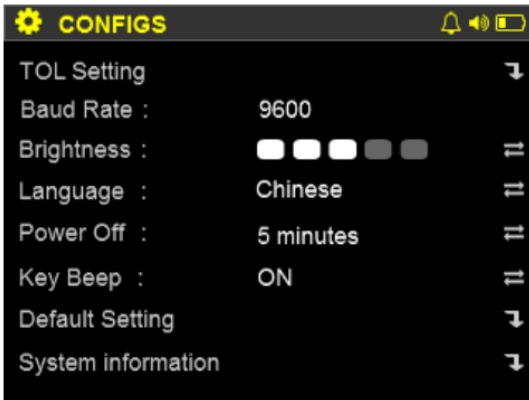 CONFIGS
TOL Setting
Baud Rate : 9600
Brightness :
Language : Chinese
Power Off : 5 minutes
Key Beep : ON
Default Setting
System information